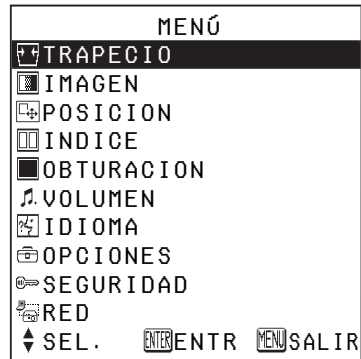 MENÚ
TRAPECIO
IMAGEN
POSICION
INDICE
OBTURACION
VOLUMEN
IDIOMA
OPCIONES
SEGURIDAD
RED
SEL. ENTER ENTR MENU SALIR